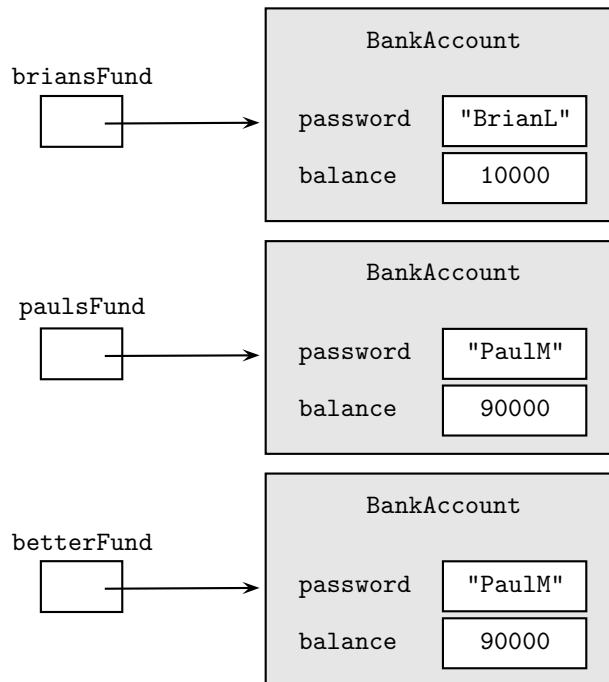 BankAccount
briansFund
password "BrianL"
balance 10000
BankAccount
paulsFund
password "PaulM"
balance 90000
BankAccount
betterFund
password "PaulM"
balance 90000